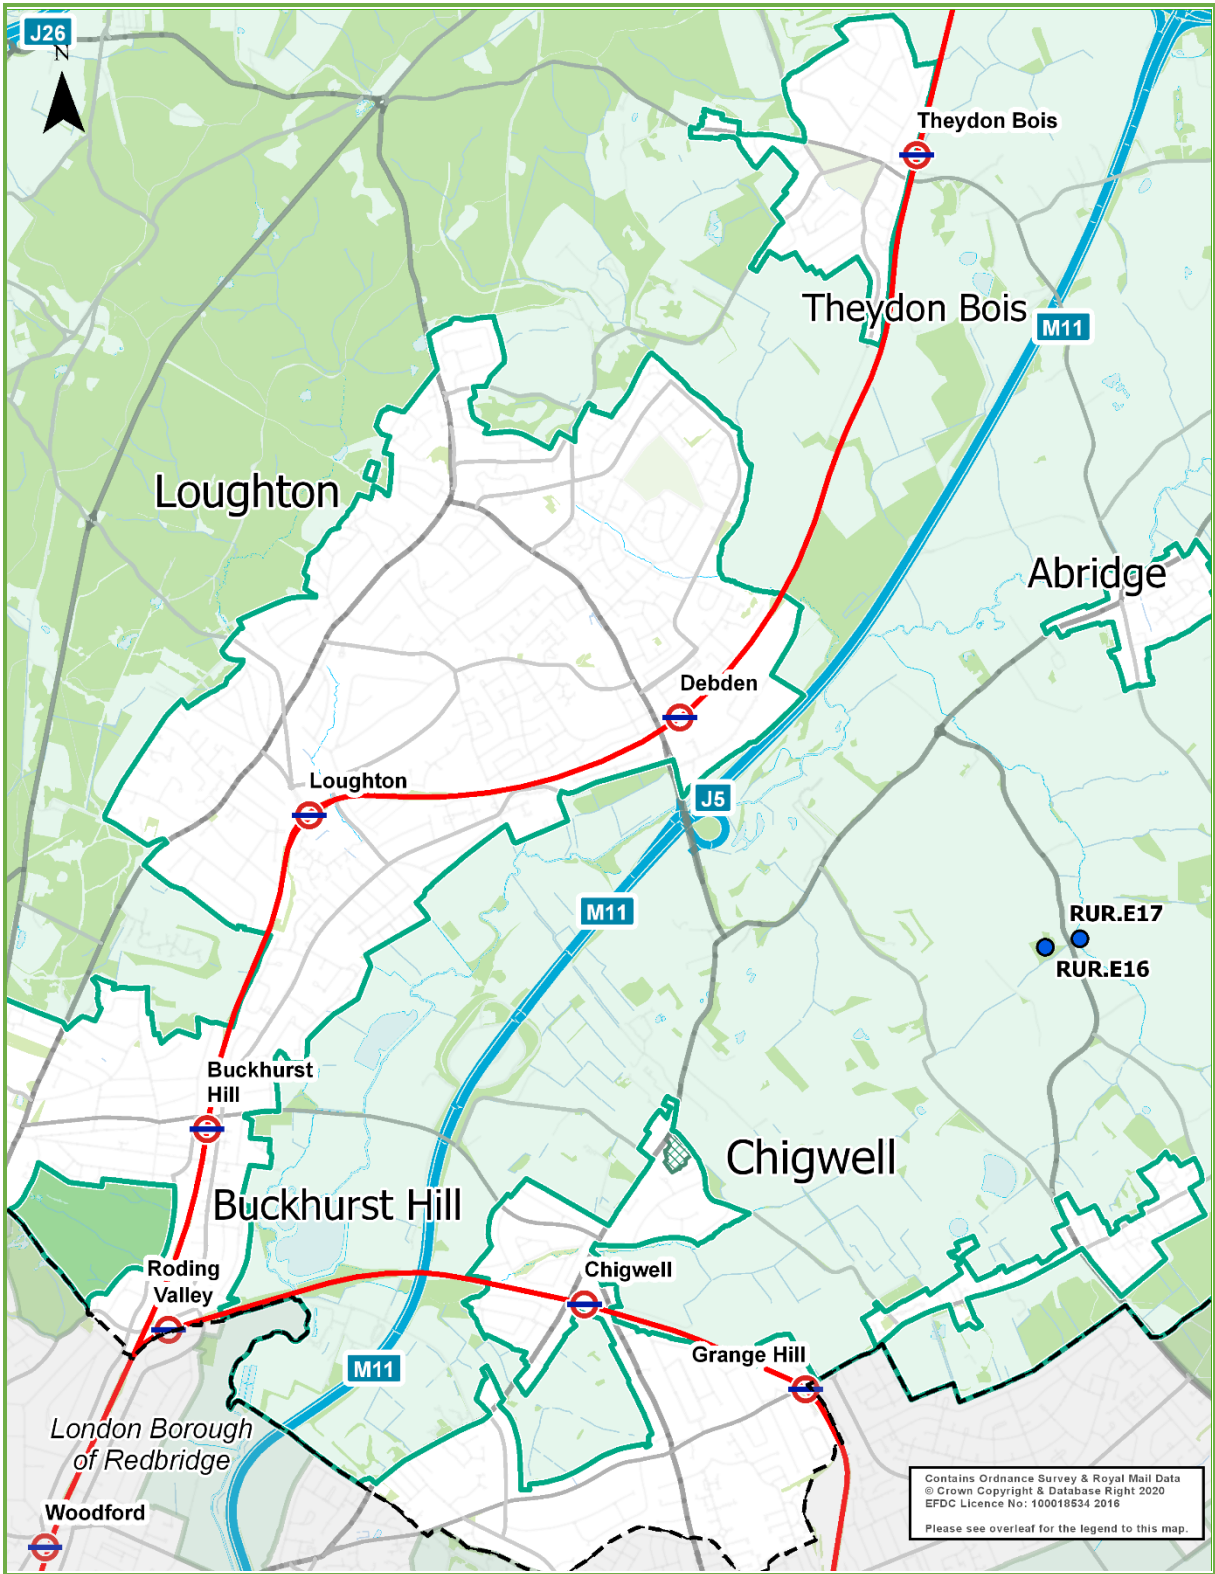 J26
N
Theydon Bois
Theydon Bois
M11
Loughton
Abridge
Debden
Loughton
J5
M11
RUR.E17
RUR.E16
Buckhurst
Hill
Chigwell
Buckhurst Hill
Roding
Valley
Chigwell
Grange Hill
M11
London Borough
of Redbridge
Contains Ordnance Survey & Royal Mail Data
© Crown Copyright & Database Right 2020
EFDC Licence No: 100018534 2016
Please see overleaf for the legend to this map.
Woodford